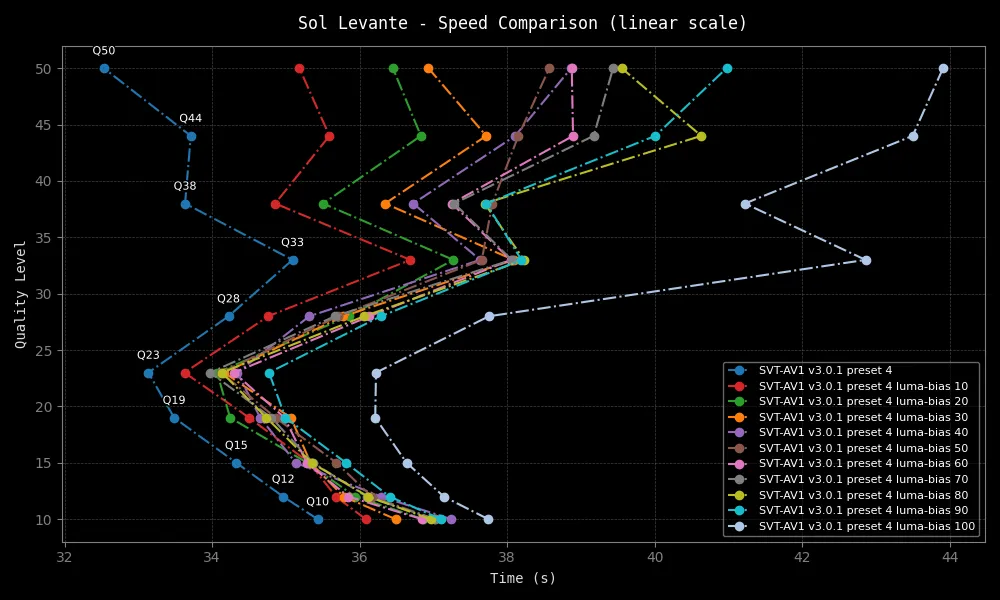 Sol Levante - Speed Comparison (linear scale)
Quality Level
50
45
40
35
30
25
20
15
10
Q50
Q44
Q38
Q33
Q28
Q23
Q19
Q15
Q12
Q10
SVT-AV1 v3.0.1 preset 4
SVT-AV1 v3.0.1 preset 4 luma-bias 10
SVT-AV1 v3.0.1 preset 4 luma-bias 20
SVT-AV1 v3.0.1 preset 4 luma-bias 30
SVT-AV1 v3.0.1 preset 4 luma-bias 40
SVT-AV1 v3.0.1 preset 4 luma-bias 50
SVT-AV1 v3.0.1 preset 4 luma-bias 60
SVT-AV1 v3.0.1 preset 4 luma-bias 70
SVT-AV1 v3.0.1 preset 4 luma-bias 80
SVT-AV1 v3.0.1 preset 4 luma-bias 90
SVT-AV1 v3.0.1 preset 4 luma-bias 100
32 34 36 38 40 42 44
Time (s)